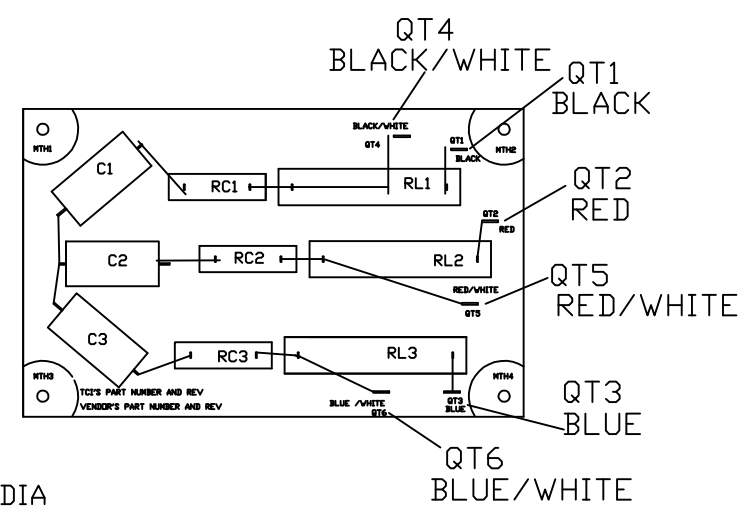 QT4
BLACK/WHITE
QT1
BLACK
BLACK/WHITE
QT4
QT1
BLACK
MTH1
MTH2
C1
RC1
RL1
QT2
RED
QT2
RED
C2
RC2
RL2
QT5
RED/WHITE
RED/WHITE
QT5
C3
RC3
RL3
MTH3
MTH4
TCI'S PART NUMBER AND REV
VENDOR'S PART NUMBER AND REV
BLUE /WHITE
QT6
QT3
BLUE
QT3
BLUE
QT6
BLUE/WHITE
DIA